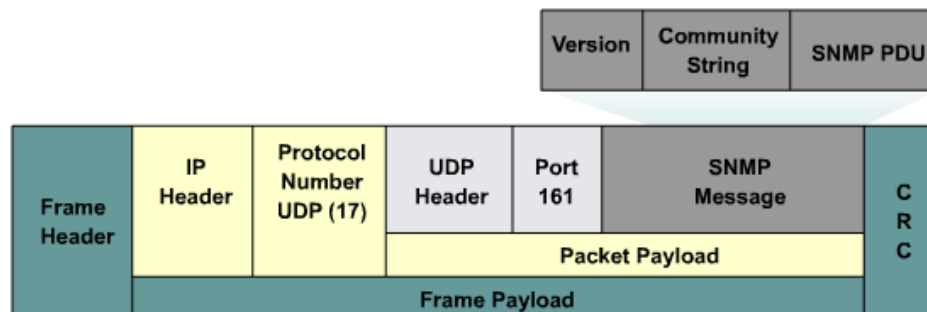 Version
Community
String
SNMP PDU
Frame
Header
IP
Header
Protocol
Number
UDP (17)
UDP
Header
Port
161
SNMP
Message
C
R
C
Packet Payload
Frame Payload